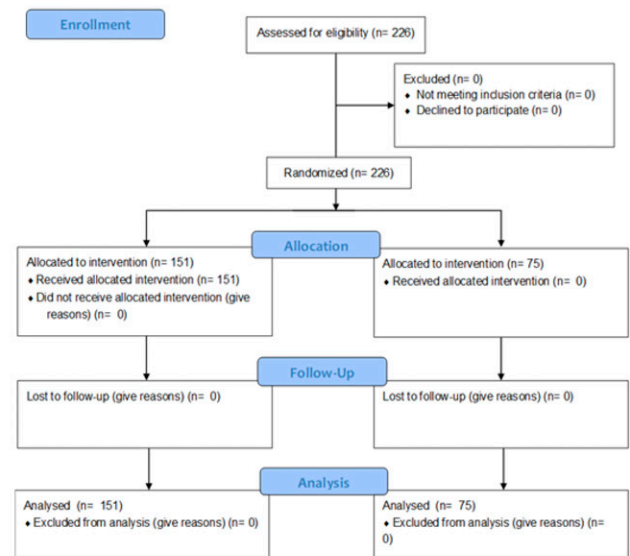 Enrollment
Assessed for eligibility (n= 226)
Excluded (n= 0)
♦ Not meeting inclusion criteria (n= 0)
♦ Declined to participate (n= 0)
Randomized (n= 226)
Allocation
Allocated to intervention (n= 151)
♦ Received allocated intervention (n= 151)
♦ Did not receive allocated intervention (give
reasons) (n= 0)
Allocated to intervention (n= 75)
♦ Received allocated intervention (n= 0)
Follow-Up
Lost to follow-up (give reasons) (n= 0)
Lost to follow-up (give reasons) (n= 0)
Analysis
Analysed (n= 151)
♦ Excluded from analysis (give reasons) (n= 0)
Analysed (n= 75)
♦ Excluded from analysis (give reasons) (n=
0)